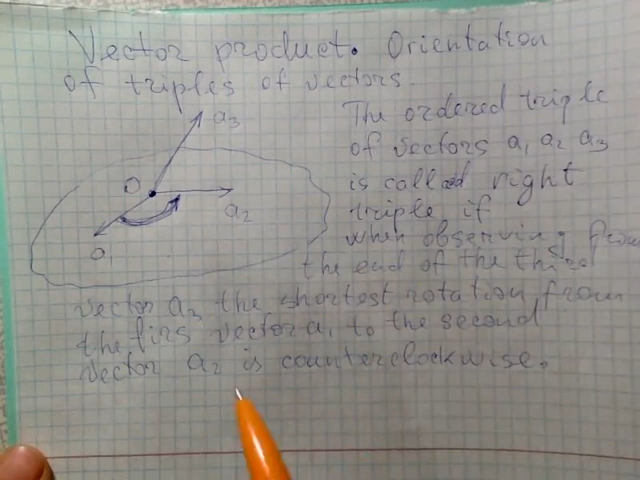 Vector product. Orientation
of triples of vectors.
a3
The ordered triple
of vectors a1 a2 a3
is called right
O
triple if
a2
when observing from
a
the end of the third
vector a3 the shortest rotation from
the firs vector a1 to the second
vector a2 is counterclockwise.